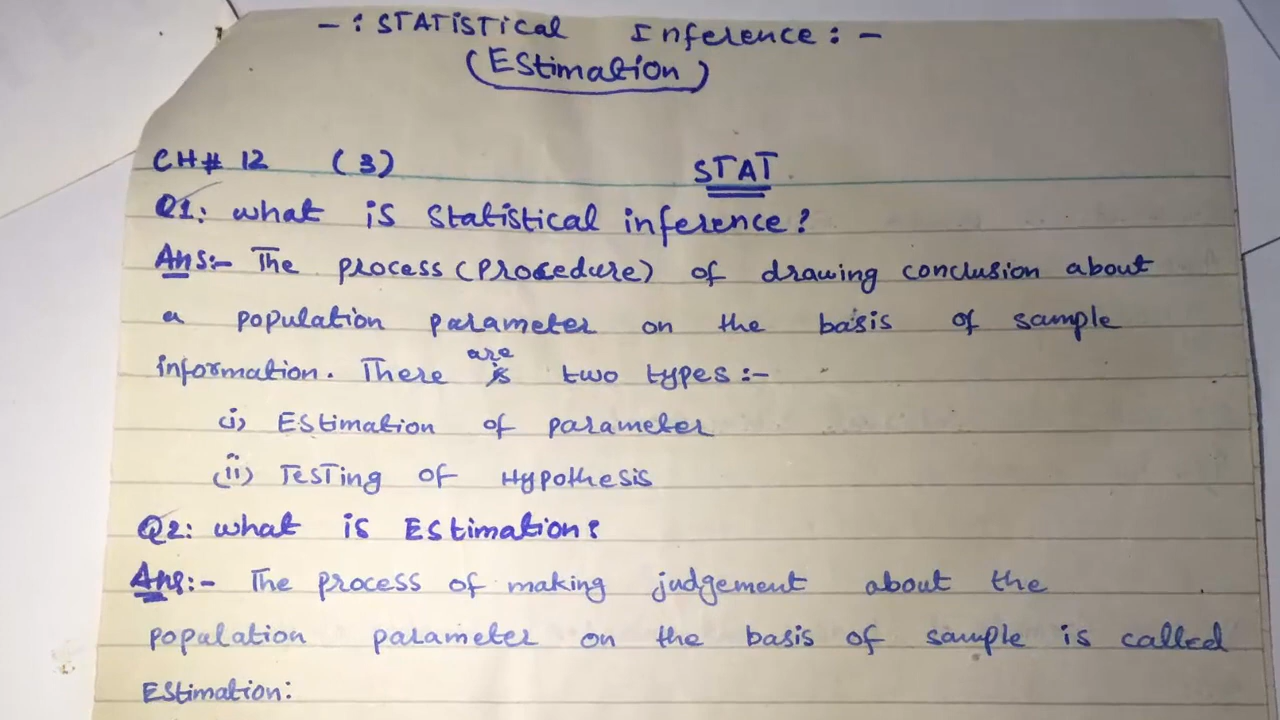 -: STATISTICAL Inference: -
(Estimation)
CH# 12 (3) STAT
Q1: what is Statistical inference?
Ans:- The process (Procedure) of drawing conclusion about
a population parameter on the basis of sample
information. There are two types :-
(i) Estimation of parameter
(ii) Testing of Hypothesis
Q2: what is Estimation?
Ans:- The process of making judgement about the
population parameter on the basis of sample is called
Estimation: